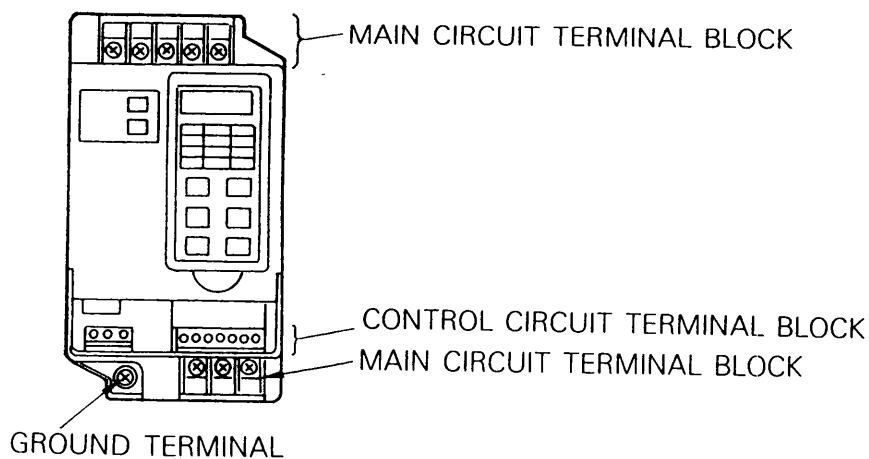 MAIN CIRCUIT TERMINAL BLOCK
CONTROL CIRCUIT TERMINAL BLOCK
MAIN CIRCUIT TERMINAL BLOCK
GROUND TERMINAL